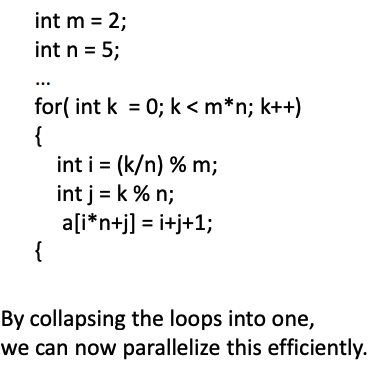 int m = 2;
int n = 5;
...
for( int k  = 0; k < m*n; k++)
{
int i = (k/n) % m;
int j = k % n;
a[i*n+j] = i+j+1;
{
By collapsing the loops into one,
we can now parallelize this efficiently.